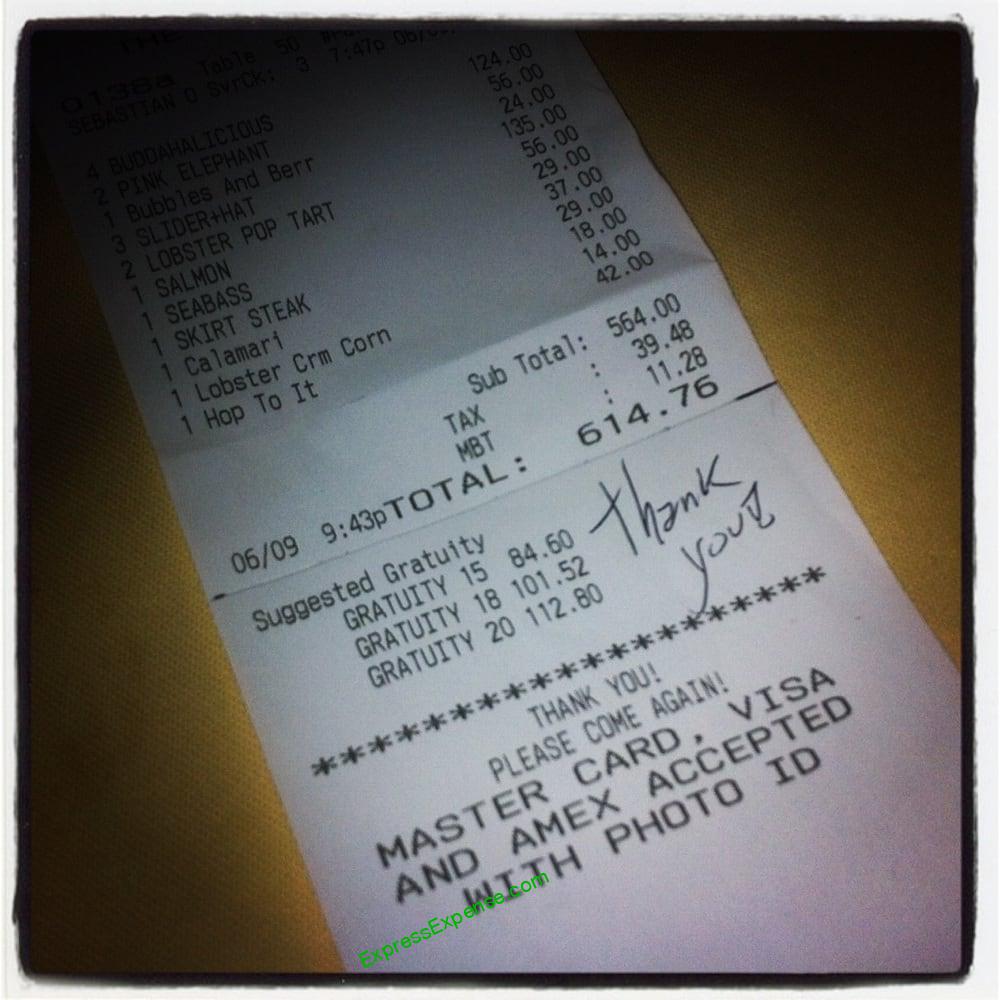 THE
0138a Table 50
SEBASTIAN O SvrCk: 3 7:47p 06/09
4 BUDDAHALICIOUS 124.00
2 PINK ELEPHANT 56.00
1 Bubbles And Berr 24.00
3 SLIDER+HAT 135.00
2 LOBSTER POP TART 56.00
1 SALMON 29.00
1 SEABASS 37.00
1 SKIRT STEAK 29.00
1 Calamari 18.00
1 Lobster Crm Corn 14.00
1 Hop To It 42.00
Sub Total: 564.00
TAX : 39.48
MBT : 11.28
06/09 9:43pTOTAL: 614.76
Thank
you!
Suggested Gratuity
GRATUITY 15 84.60
GRATUITY 18 101.52
GRATUITY 20 112.80
********************
THANK YOU!
PLEASE COME AGAIN!
MASTER CARD, VISA
AND AMEX ACCEPTED
WITH PHOTO ID
ExpressExpense.com